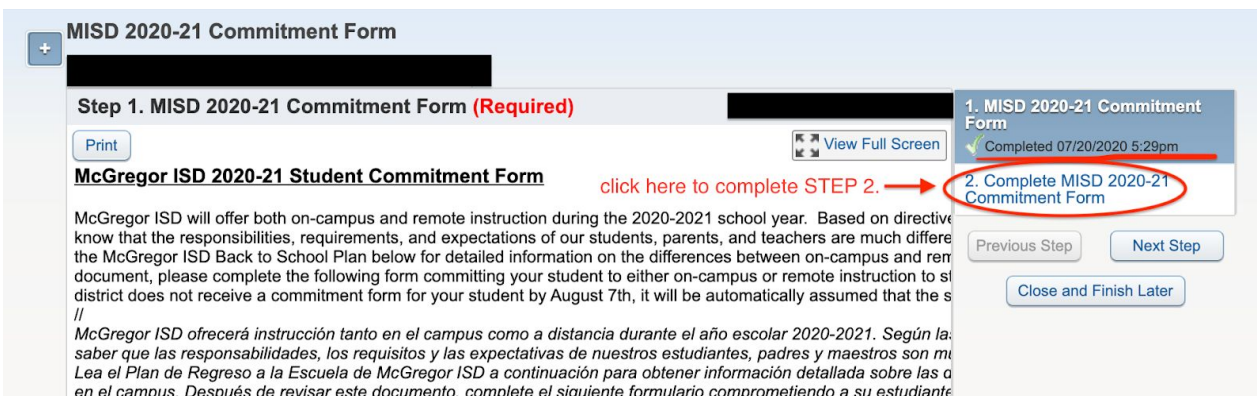 +
MISD 2020-21 Commitment Form
Step 1. MISD 2020-21 Commitment Form (Required)
Print
View Full Screen
McGregor ISD 2020-21 Student Commitment Form
click here to complete STEP 2.
McGregor ISD will offer both on-campus and remote instruction during the 2020-2021 school year. Based on directive
know that the responsibilities, requirements, and expectations of our students, parents, and teachers are much differe
the McGregor ISD Back to School Plan below for detailed information on the differences between on-campus and rem
document, please complete the following form committing your student to either on-campus or remote instruction to st
district does not receive a commitment form for your student by August 7th, it will be automatically assumed that the s
//
McGregor ISD ofrecerá instrucción tanto en el campus como a distancia durante el año escolar 2020-2021. Según la
saber que las responsabilidades, los requisitos y las expectativas de nuestros estudiantes, padres y maestros son m
Lea el Plan de Regreso a la Escuela de McGregor ISD a continuación para obtener información detallada sobre las d
en el campus. Después de revisar este documento, complete el siguiente formulario comprometiendo a su estudiante
1. MISD 2020-21 Commitment
Form
Completed 07/20/2020 5:29pm
2. Complete MISD 2020-21
Commitment Form
Previous Step
Next Step
Close and Finish Later